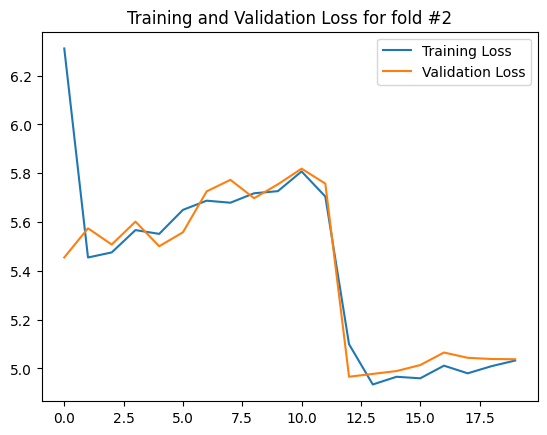 Training and Validation Loss for fold #2
Training Loss
Validation Loss
6.2
6.0
5.8
5.6
5.4
5.2
5.0
0.0 2.5 5.0 7.5 10.0 12.5 15.0 17.5